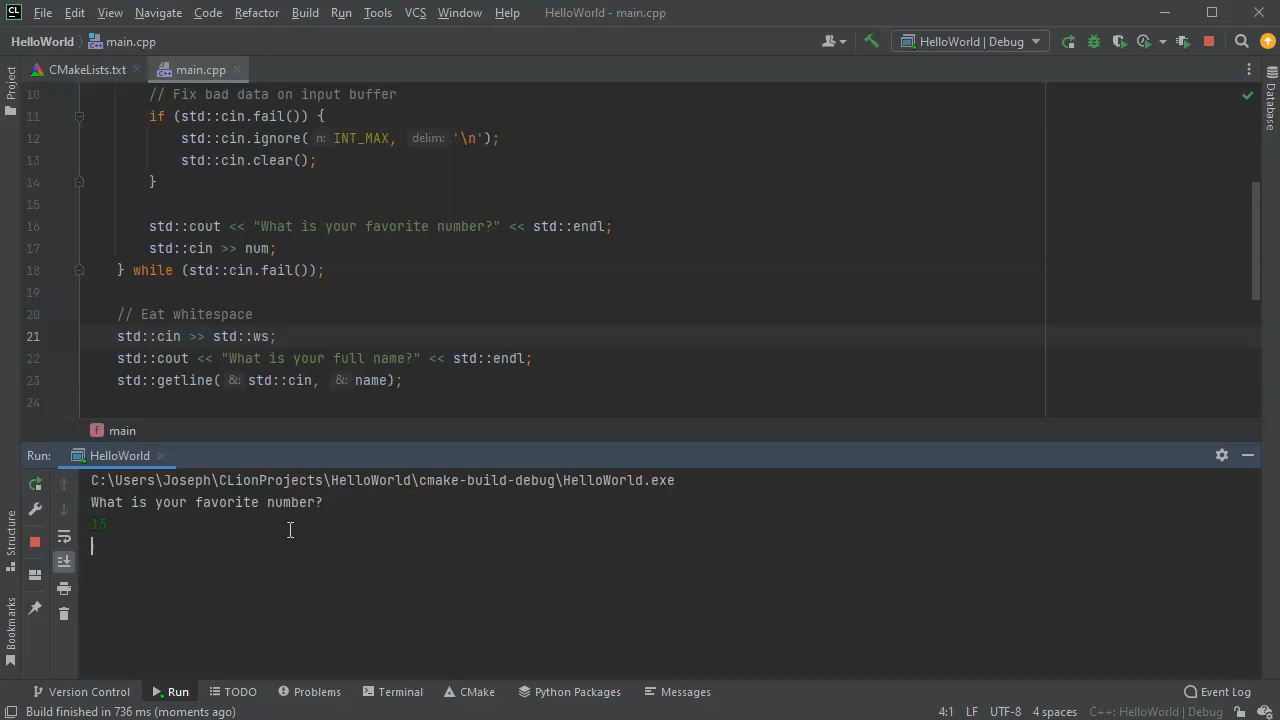 CL File Edit View Navigate Code Refactor Build Run Tools VCS Window Help HelloWorld - main.cpp
HelloWorld main.cpp HelloWorld | Debug
Project CMakeLists.txt main.cpp Database
10 // Fix bad data on input buffer
11 if (std::cin.fail()) {
12 std::cin.ignore( n: INT_MAX, delim: '\n');
13 std::cin.clear();
14 }
15
16 std::cout << "What is your favorite number?" << std::endl;
17 std::cin >> num;
18 } while (std::cin.fail());
19
20 // Eat whitespace
21 std::cin >> std::ws;
22 std::cout << "What is your full name?" << std::endl;
23 std::getline( &: std::cin, &: name);
24
f main
Run: HelloWorld
C:\Users\Joseph\CLionProjects\HelloWorld\cmake-build-debug\HelloWorld.exe
What is your favorite number?
15
Structure
Bookmarks
Version Control Run TODO Problems Terminal CMake Python Packages Messages Event Log
Build finished in 736 ms (moments ago) 4:1 LF UTF-8 4 spaces C++: HelloWorld | Debug